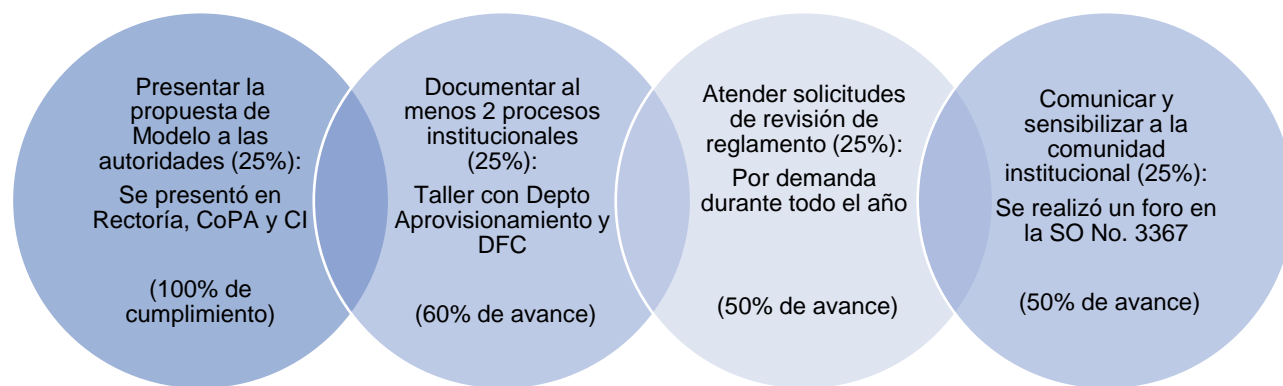 Presentar la
propuesta de
Modelo a las
autoridades (25%):
Se presentó en
Rectoría, CoPA y CI
(100% de
cumplimiento)
Documentar al
menos 2 procesos
institucionales
(25%):
Taller con Depto
Aprovisionamiento y
DFC
(60% de avance)
Atender solicitudes
de revisión de
reglamento (25%):
Por demanda
durante todo el año
(50% de avance)
Comunicar y
sensibilizar a la
comunidad
institucional (25%):
Se realizó un foro en
la SO No. 3367
(50% de avance)